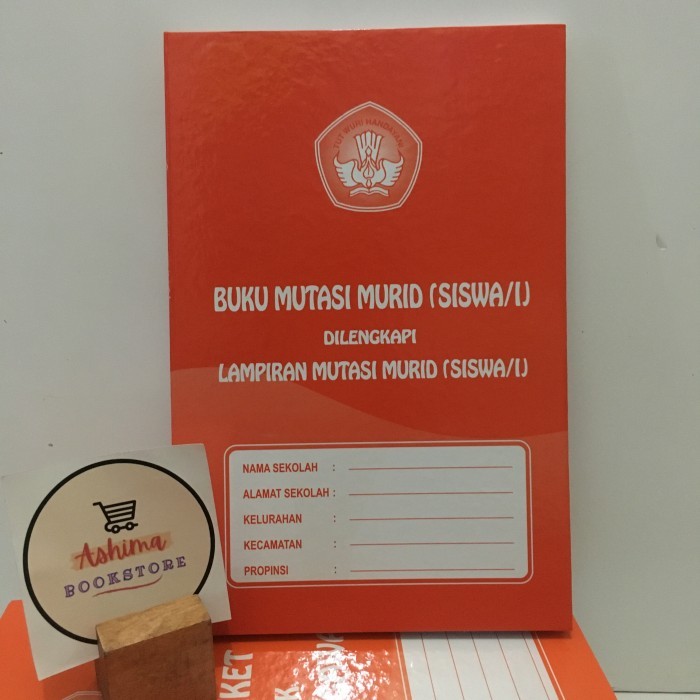 TUT WURI HANDAYANI
BUKU MUTASI MURID (SISWA/I)
DILENGKAPI
LAMPIRAN MUTASI MURID (SISWA/I)
NAMA SEKOLAH :
ALAMAT SEKOLAH :
KELURAHAN :
KECAMATAN :
PROPINSI :
Ashima
BOOKSTORE